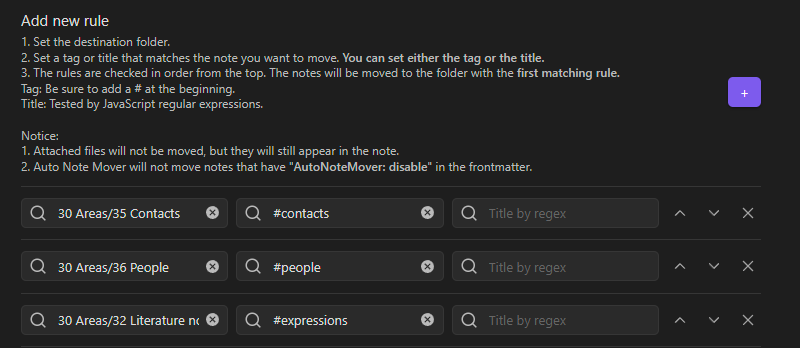 Add new rule
1. Set the destination folder.
2. Set a tag or title that matches the note you want to move. You can set either the tag or the title.
3. The rules are checked in order from the top. The notes will be moved to the folder with the first matching rule.
Tag: Be sure to add a # at the beginning.
Title: Tested by JavaScript regular expressions.
+
Notice:
1. Attached files will not be moved, but they will still appear in the note.
2. Auto Note Mover will not move notes that have "AutoNoteMover: disable" in the frontmatter.
30 Areas/35 Contacts #contacts Title by regex
30 Areas/36 People #people Title by regex
30 Areas/32 Literature no #expressions Title by regex